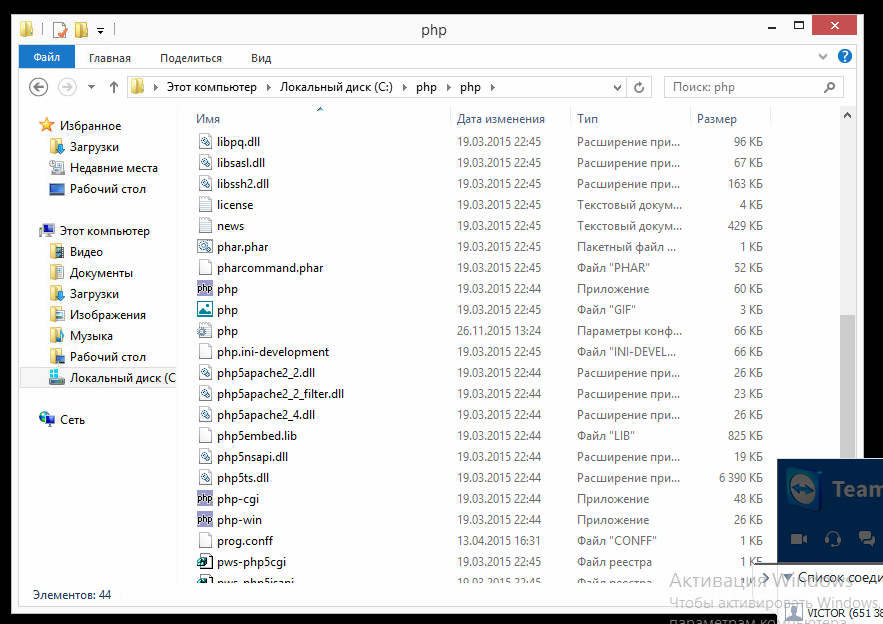 php
Файл Главная Поделиться Вид
Этот компьютер Локальный диск (C:) php php Поиск: php
Имя Дата изменения Тип Размер
Избранное
Загрузки
Недавние места
Рабочий стол
Этот компьютер
Видео
Документы
Загрузки
Изображения
Музыка
Рабочий стол
Локальный диск (C
Сеть
libpq.dll 19.03.2015 22:45 Расширение при... 96 КБ
libsasl.dll 19.03.2015 22:45 Расширение при... 67 КБ
libssh2.dll 19.03.2015 22:45 Расширение при... 163 КБ
license 19.03.2015 22:45 Текстовый докум... 4 КБ
news 19.03.2015 22:45 Текстовый докум... 429 КБ
phar.phar 19.03.2015 22:45 Пакетный файл ... 1 КБ
pharcommand.phar 19.03.2015 22:45 Файл "PHAR" 52 КБ
php php 19.03.2015 22:44 Приложение 60 КБ
php 19.03.2015 22:45 Файл "GIF" 3 КБ
php 26.11.2015 13:24 Параметры конф... 66 КБ
php.ini-development 19.03.2015 22:45 Файл "INI-DEVEL... 66 КБ
php5apache2_2.dll 19.03.2015 22:44 Расширение при... 26 КБ
php5apache2_2_filter.dll 19.03.2015 22:44 Расширение при... 23 КБ
php5apache2_4.dll 19.03.2015 22:44 Расширение при... 26 КБ
php5embed.lib 19.03.2015 22:44 Файл "LIB" 825 КБ
php5nsapi.dll 19.03.2015 22:45 Расширение при... 19 КБ
php5ts.dll 19.03.2015 22:44 Расширение при... 6 390 КБ
php php-cgi 19.03.2015 22:44 Приложение 48 КБ
php php-win 19.03.2015 22:44 Приложение 26 КБ
prog.conff 13.04.2015 16:31 Файл "CONFF" 1 КБ
pws-php5cgi 19.03.2015 22:45 Файл реестра 1 КБ
pws-php5isapi 19.03.2015 22:45 Файл реестра
Элементов: 44
Team
Список соеди
VICTOR (651 38
Активация Windows
Чтобы активировать Windows,
параметрам компьютера